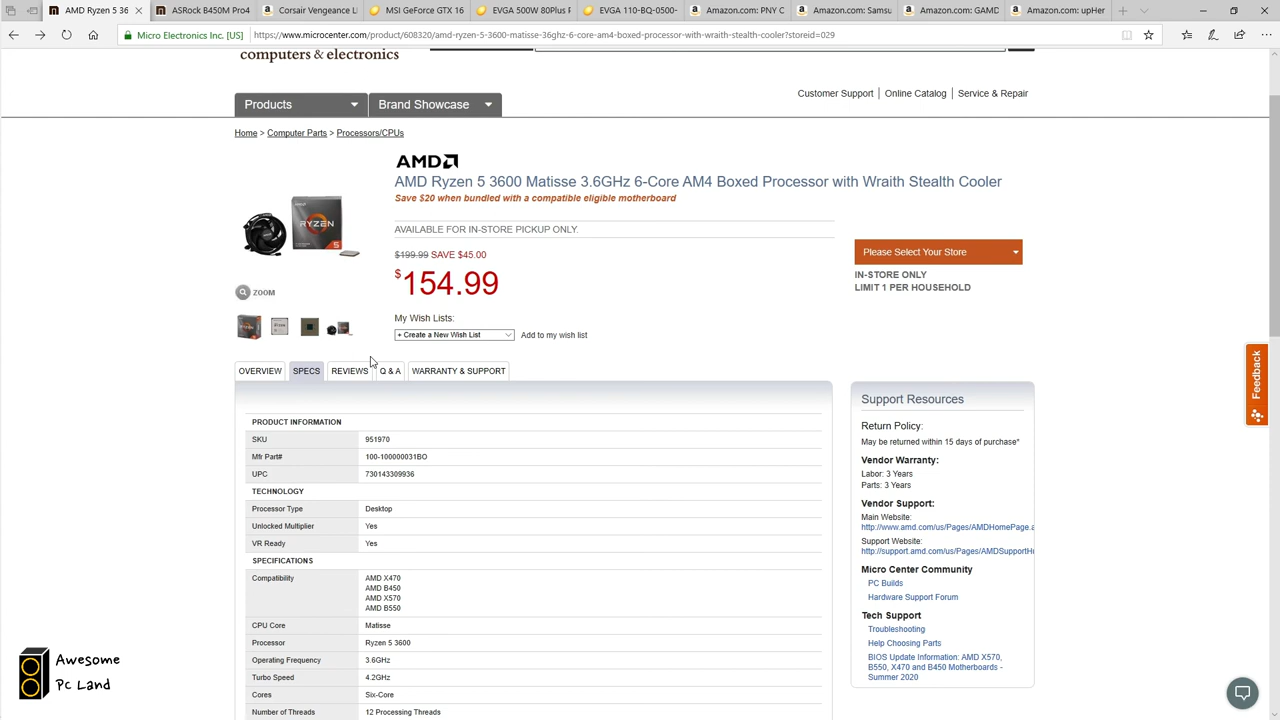 AMD Ryzen 5 36
ASRock B450M Pro4
Corsair Vengeance L
MSI GeForce GTX 16
EVGA 500W 80Plus
EVGA 110-BQ-0500-
Amazon.com: PNY C
Amazon.com: Samsu
Amazon.com: GAMD
Amazon.com: upHer
Micro Electronics Inc. [US]
https://www.microcenter.com/product/608320/amd-ryzen-5-3600-matisse-36ghz-6-core-am4-boxed-processor-with-wraith-stealth-cooler?storeid=029
computers & electronics
Customer Support
Online Catalog
Service & Repair
Products
Brand Showcase
Home > Computer Parts > Processors/CPUs
AMD
AMD Ryzen 5 3600 Matisse 3.6GHz 6-Core AM4 Boxed Processor with Wraith Stealth Cooler
Save $20 when bundled with a compatible eligible motherboard
RYZEN
5
AVAILABLE FOR IN-STORE PICKUP ONLY.
$199.99 SAVE $45.00
$154.99
Please Select Your Store
IN-STORE ONLY
LIMIT 1 PER HOUSEHOLD
ZOOM
My Wish Lists:
+ Create a New Wish List
Add to my wish list
OVERVIEW
SPECS
REVIEWS
Q & A
WARRANTY & SUPPORT
PRODUCT INFORMATION
SKU 951970
Mfr Part# 100-100000031BO
UPC 730143309936
TECHNOLOGY
Processor Type Desktop
Unlocked Multiplier Yes
VR Ready Yes
SPECIFICATIONS
Compatibility AMD X470
AMD B450
AMD X570
AMD B550
CPU Core Matisse
Processor Ryzen 5 3600
Operating Frequency 3.6GHz
Turbo Speed 4.2GHz
Cores Six-Core
Number of Threads 12 Processing Threads
Support Resources
Return Policy:
May be returned within 15 days of purchase*
Vendor Warranty:
Labor: 3 Years
Parts: 3 Years
Vendor Support:
Main Website:
http://www.amd.com/us/Pages/AMDHomePage.a
Support Website:
http://support.amd.com/us/Pages/AMDSupportH
Micro Center Community
PC Builds
Hardware Support Forum
Tech Support
Troubleshooting
Help Choosing Parts
BIOS Update Information: AMD X570,
B550, X470 and B450 Motherboards -
Summer 2020
Feedback
Awesome
Pc Land